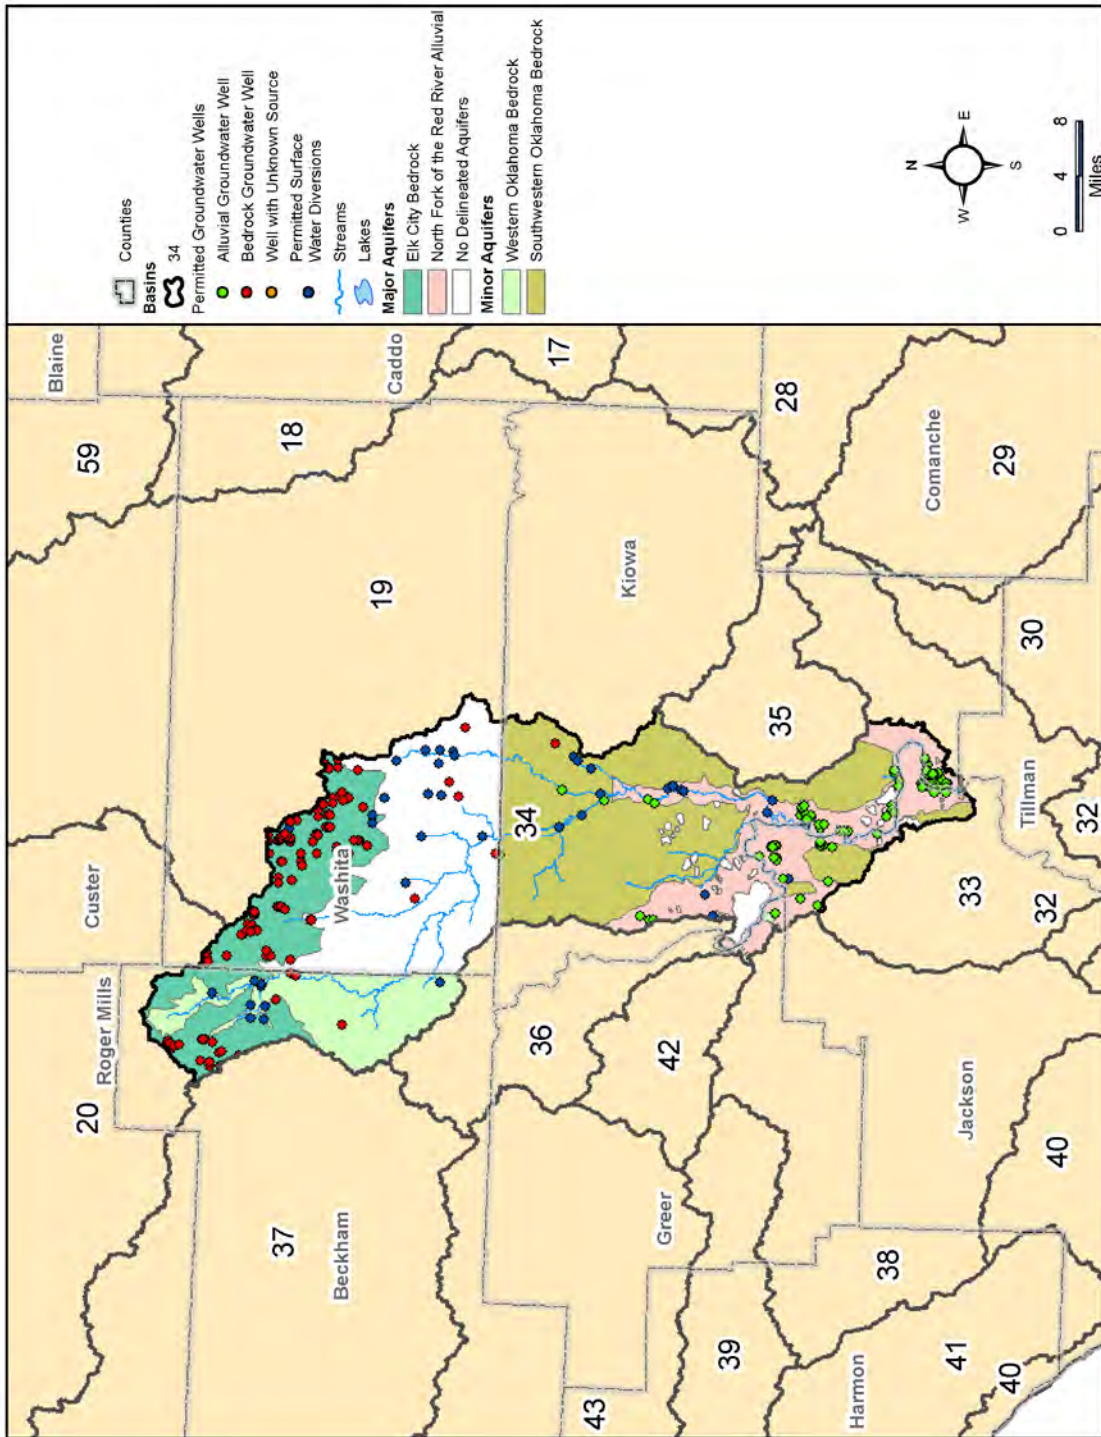 Counties
Basins
34
Permitted Groundwater Wells
Alluvial Groundwater Well
Bedrock Groundwater Well
Well with Unknown Source
Permitted Surface
Water Diversions
Streams
Lakes
Major Aquifers
Elk City Bedrock
North Fork of the Red River Alluvial
No Delineated Aquifers
Minor Aquifers
Western Oklahoma Bedrock
Southwestern Oklahoma Bedrock
N
W
E
S
0
4
8
Miles
Blaine
59
Custer
Roger Mills
20
18
Caddo
19
Washita
37
Beckham
17
34
Kiowa
36
28
42
35
Greer
43
39
Comanche
29
Jackson
33
30
Tillman
32
32
38
Harmon
41
40
40